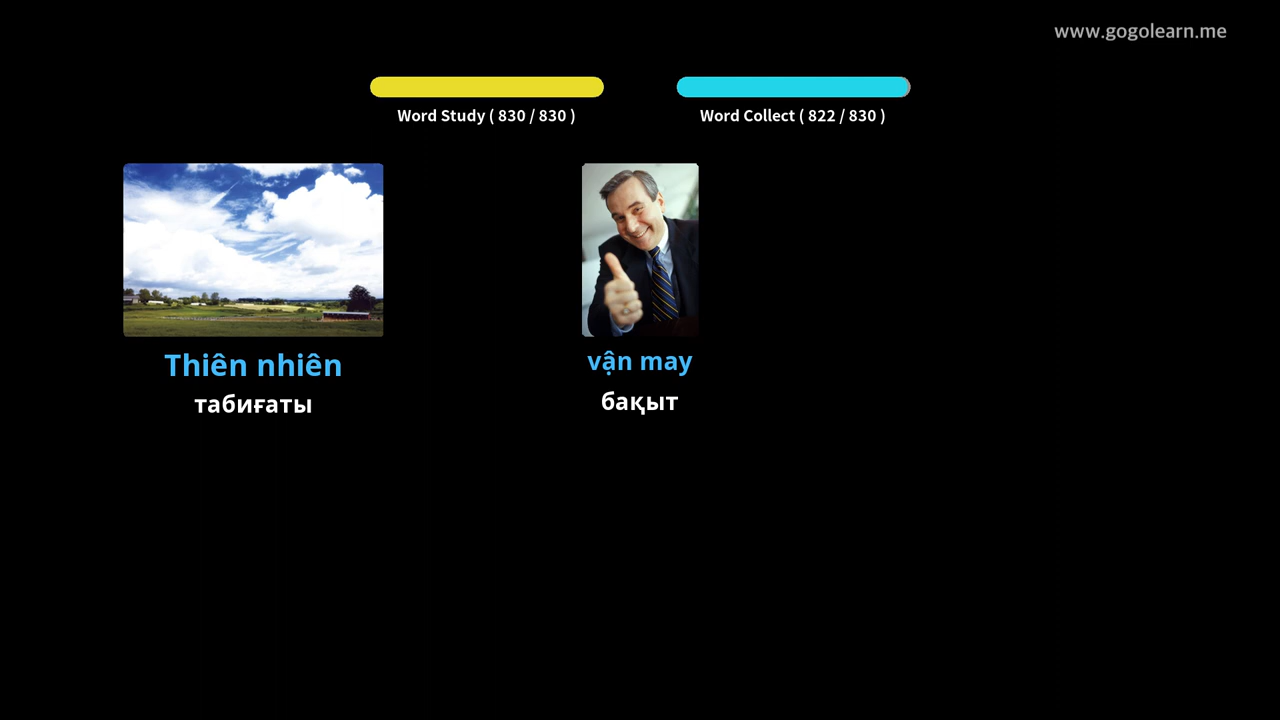 www.gogolearn.me
Word Study ( 830 / 830 )
Word Collect ( 822 / 830 )
Thiên nhiên
табиғаты
vận may
бақыт